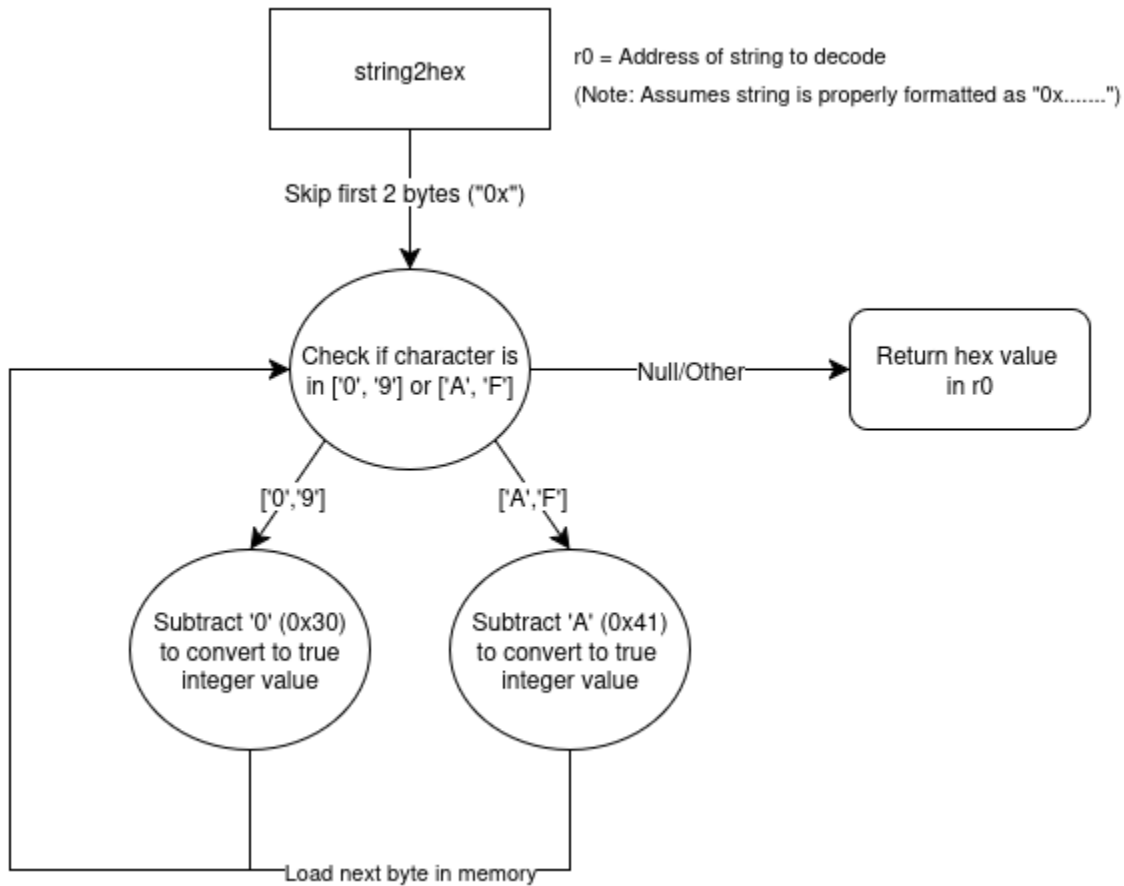 string2hex
r0 = Address of string to decode
(Note: Assumes string is properly formatted as "0x.......")
Skip first 2 bytes ("0x")
Check if character is
in ['0', '9'] or ['A', 'F']
Null/Other
Return hex value
in r0
['0','9']
['A','F']
Subtract '0' (0x30)
to convert to true
integer value
Subtract 'A' (0x41)
to convert to true
integer value
Load next byte in memory